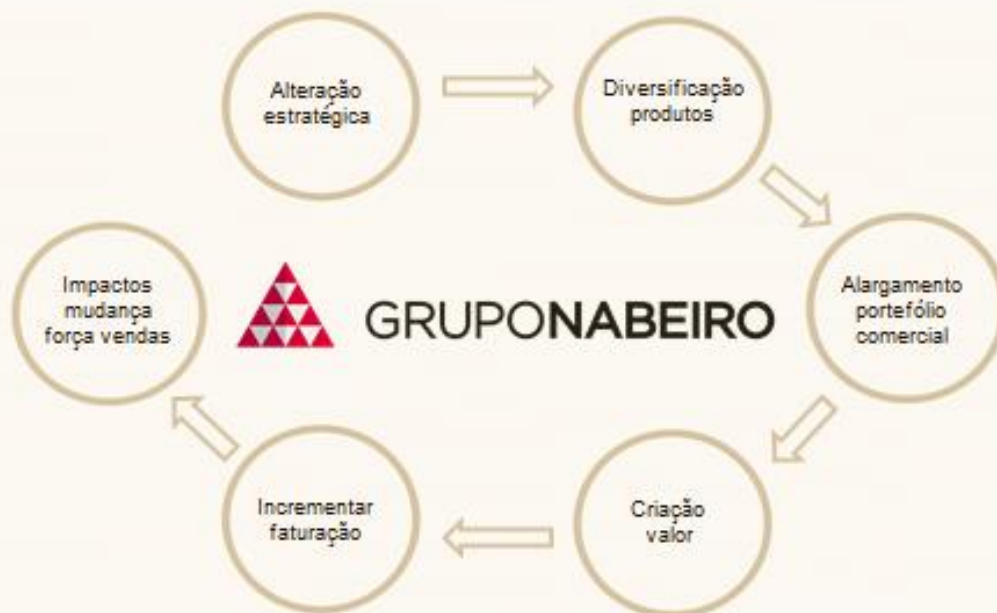 Alteração
estratégica
Diversificação
produtos
Alargamento
portefólio
comercial
Criação
valor
Incrementar
faturação
Impactos
mudança
força vendas
GRUPONABEIRO